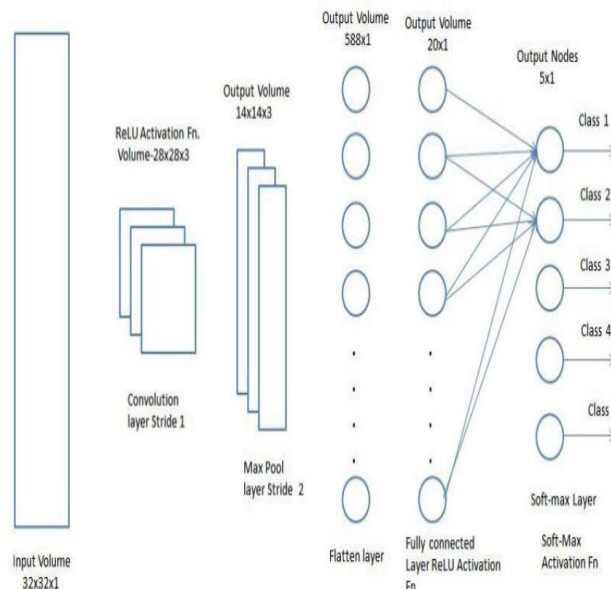 Output Volume
588x1
Output Volume
20x1
Output Nodes
5x1
Output Volume
14x14x3
ReLU Activation Fn.
Volume-28x28x3
Class 1
Class 2
Class 3
Class 4
Class
Convolution
layer Stride 1
Max Pool
layer Stride 2
Soft-max Layer
Input Volume
32x32x1
Flatten layer
Fully connected
Layer ReLU Activation
Fn
Soft-Max
Activation Fn